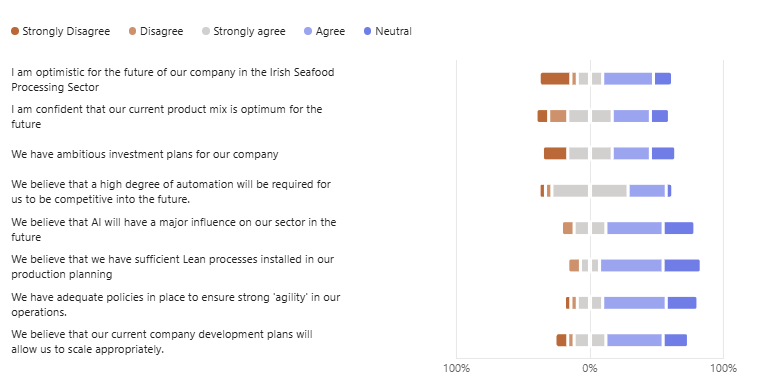 Strongly Disagree Disagree Strongly agree Agree Neutral
I am optimistic for the future of our company in the Irish Seafood
Processing Sector
I am confident that our current product mix is optimum for the
future
We have ambitious investment plans for our company
We believe that a high degree of automation will be required for
us to be competitive into the future.
We believe that AI will have a major influence on our sector in the
future
We believe that we have sufficient Lean processes installed in our
production planning
We have adequate policies in place to ensure strong 'agility' in our
operations.
We believe that our current company development plans will
allow us to scale appropriately.
100% 0% 100%